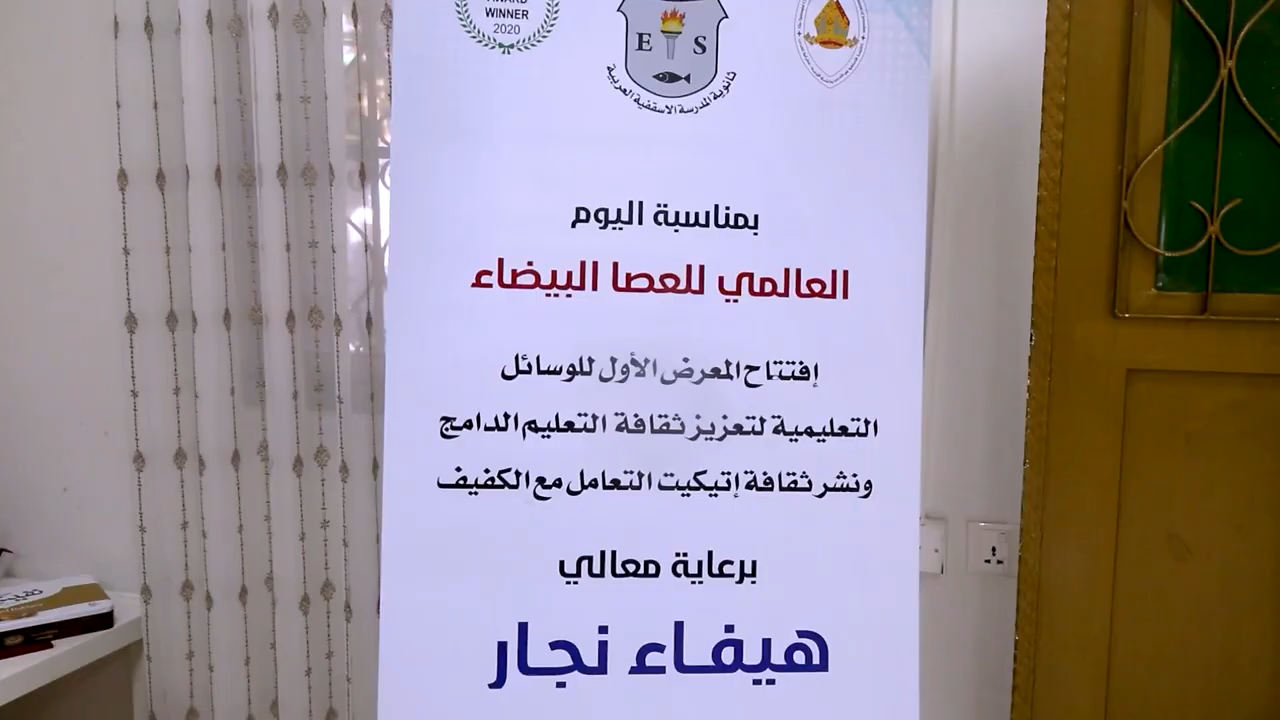 WINNER
2020
E S
ثانوية المدرسة الاسقفية العربية
بمناسبة اليوم
العالمي للعصا البيضاء
إفتتاح المعرض الأول للوسائل
التعليمية لتعزيز ثقافة التعليم الدامج
ونشر ثقافة إتيكيت التعامل مع الكفيف
برعاية معالي
هيفاء نجار